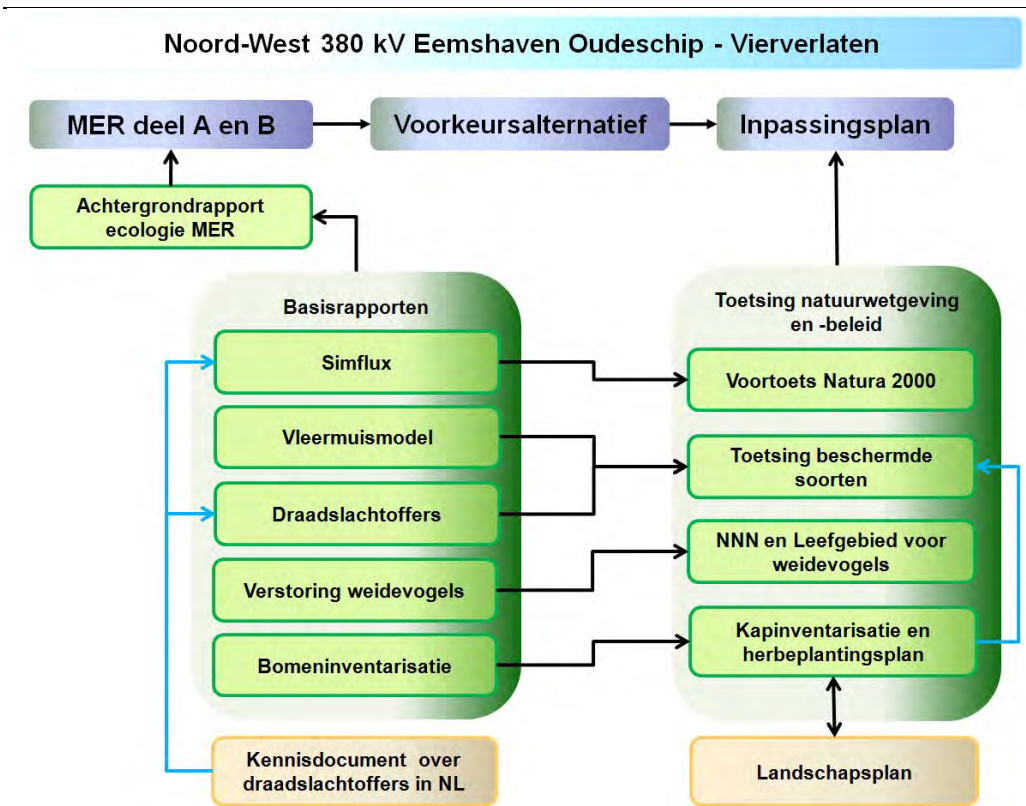 Noord-West 380 kV Eemshaven Oudeschip - Vierverlaten
MER deel A en B
Voorkeursalternatief
Inpassingsplan
Achtergrondrapport
ecologie MER
Basisrapporten
Simflux
Vleermuismodel
Draadslachtoffers
Verstoring weidevogels
Bomeninventarisatie
Kennisdocument over
draadslachtoffers in NL
Toetsing natuurwetgeving
en -beleid
Voortoets Natura 2000
Toetsing beschermde
soorten
NNN en Leefgebied voor
weidevogels
Kapinventarisatie en
herbeplantingsplan
Landschapsplan